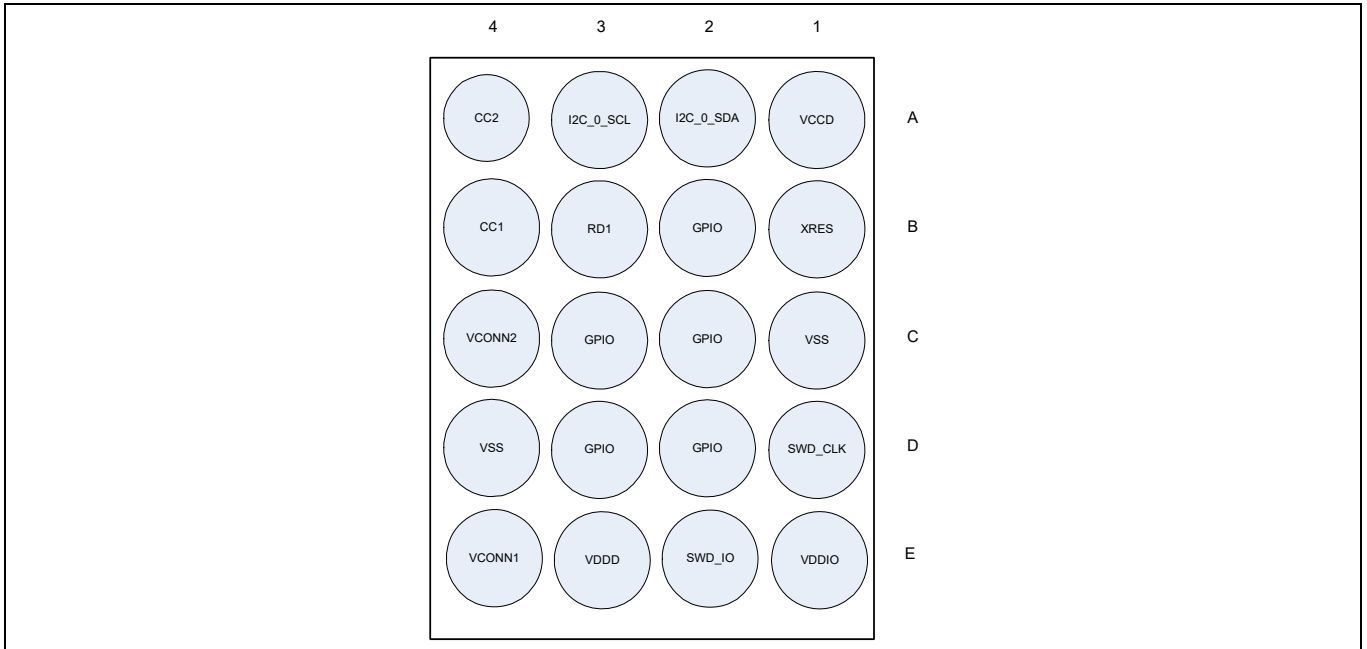 4 3 2 1
CC2 I2C_0_SCL I2C_0_SDA VCCD A
CC1 RD1 GPIO XRES B
VCONN2 GPIO GPIO VSS C
VSS GPIO GPIO SWD_CLK D
VCONN1 VDDD SWD_IO VDDIO E